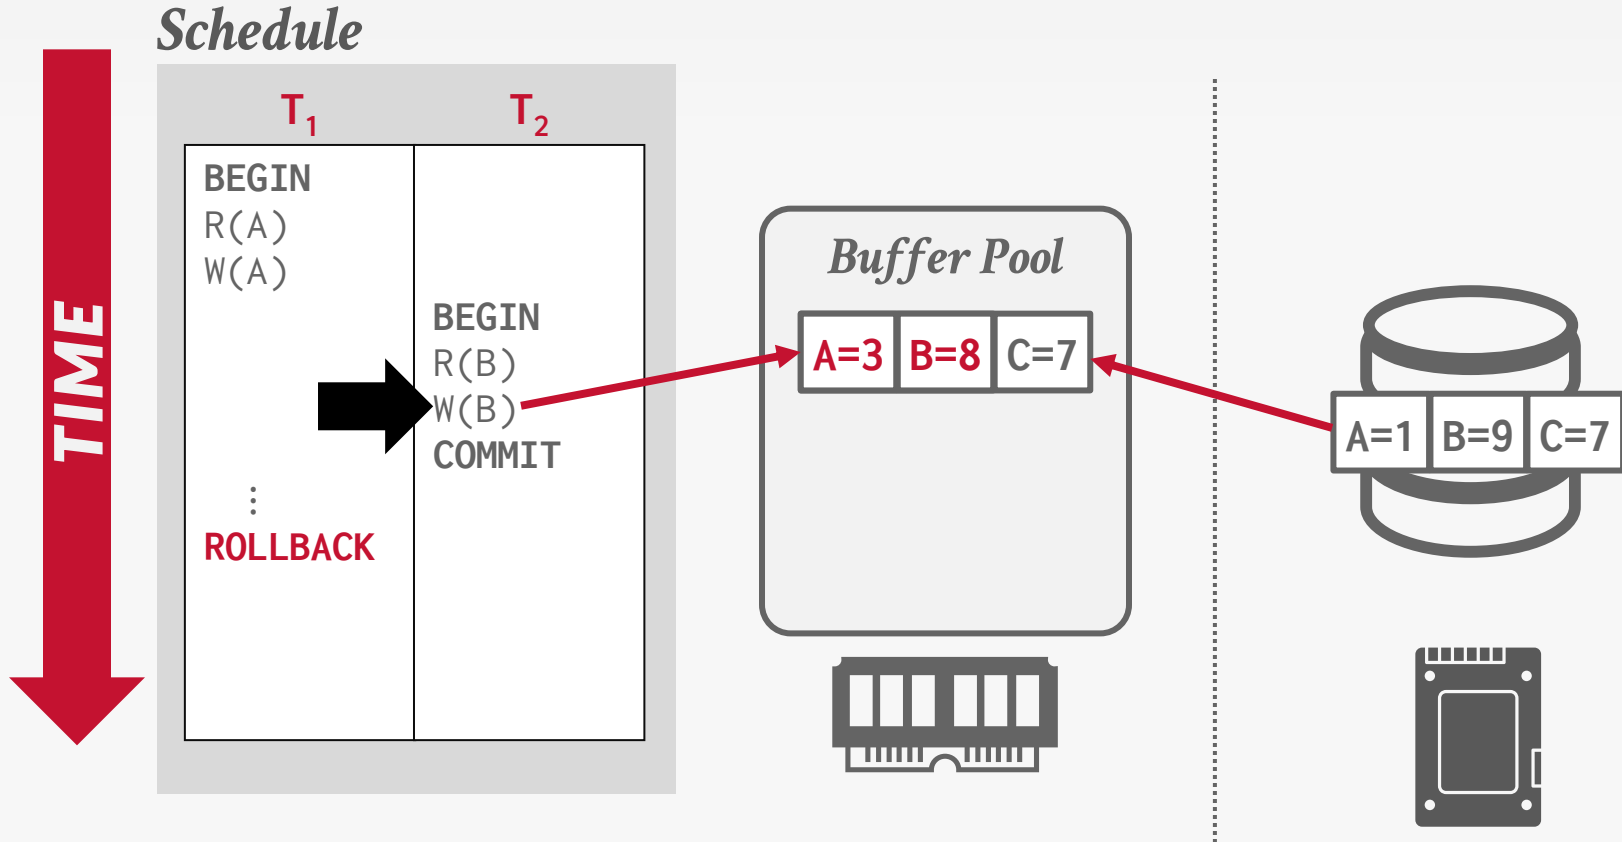 Schedule
TIME
T1 T2
BEGIN
R(A)
W(A)
⋮
ROLLBACK
BEGIN
R(B)
W(B)
COMMIT
Buffer Pool
A=3 B=8 C=7
A=1 B=9 C=7